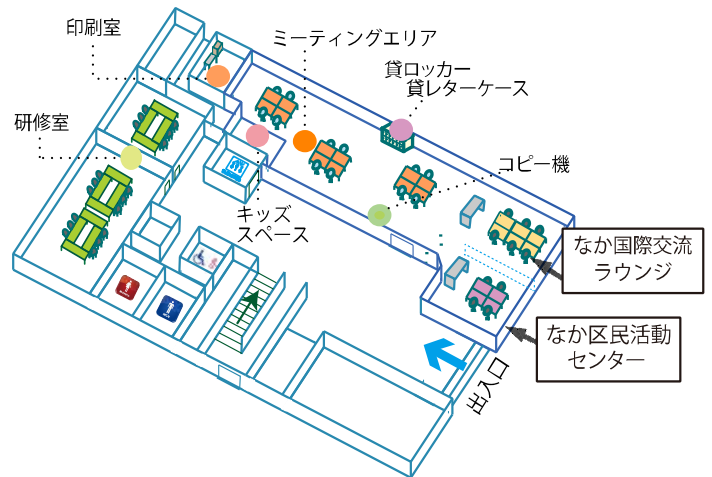 印刷室
ミーティングエリア
貸ロッカー
貸レターケース
研修室
コピー機
キッズ
スペース
なか国際交流
ラウンジ
なか区民活動
センター
出入口